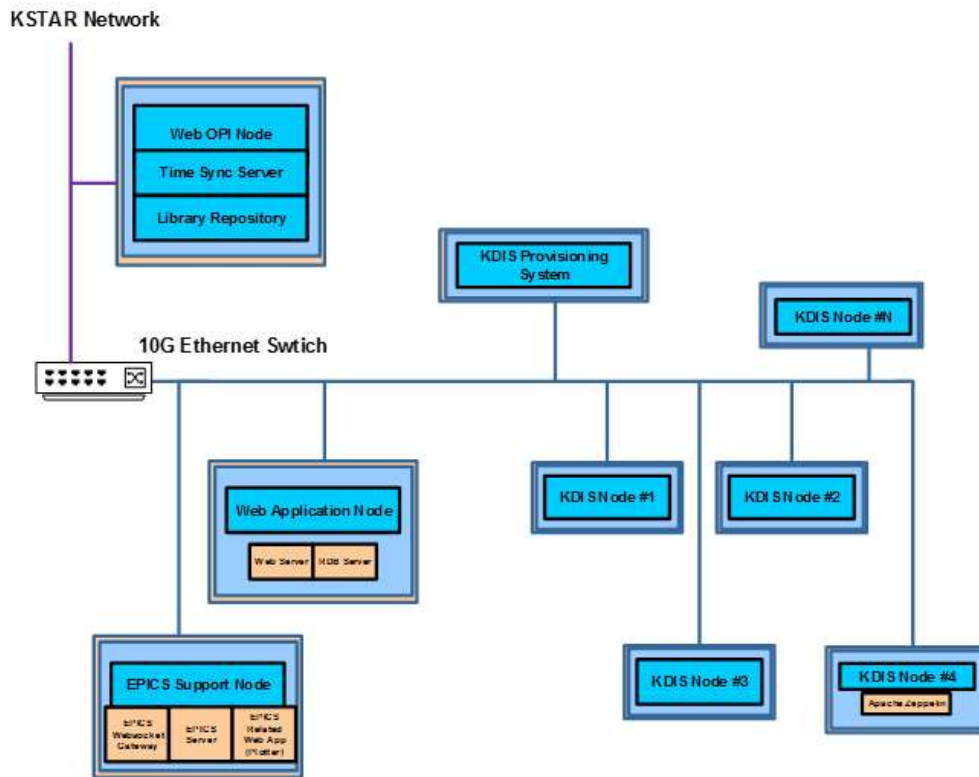 KSTAR Network
Web OPI Node
Time Sync Server
Library Repository
KDIS Provisioning
System
KDIS Node #N
10G Ethernet Swtich
KDIS Node #1
KDIS Node #2
Web Application Node
Web Server
RDB Server
EPICS Support Node
EPICS
Websocket
Gateway
EPICS
Server
EPICS
Related
Web App
(Plotter)
KDIS Node #3
KDIS Node #4
Apache Zeppelin